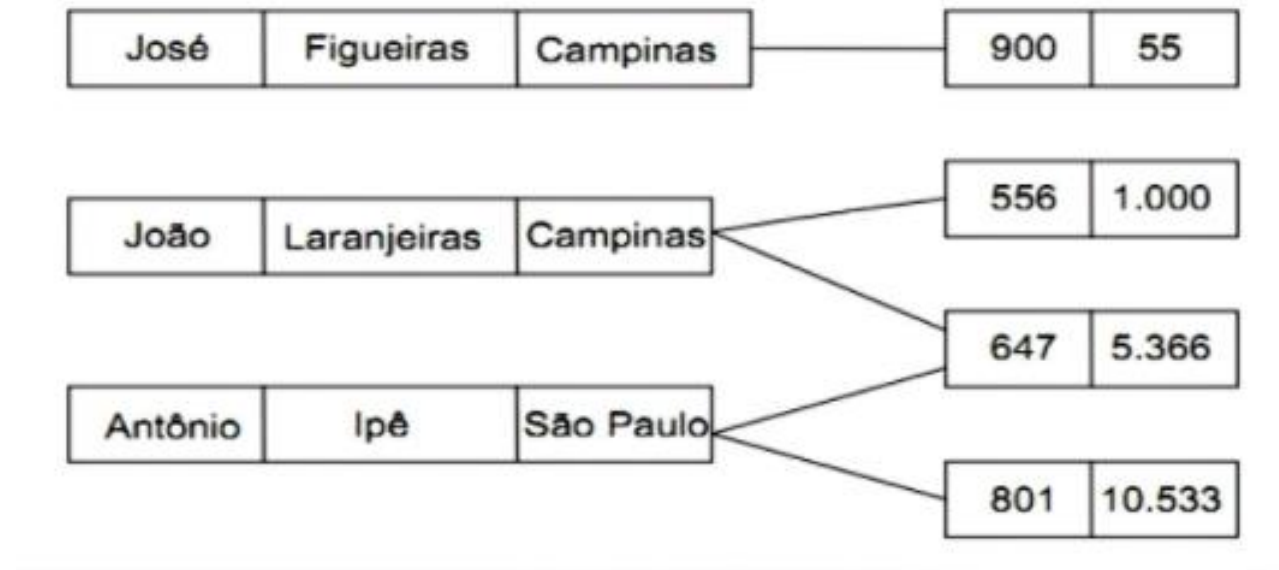 José Figueiras Campinas 900 55
556 1.000
João Laranjeiras Campinas
647 5.366
Antônio Ipê São Paulo
801 10.533